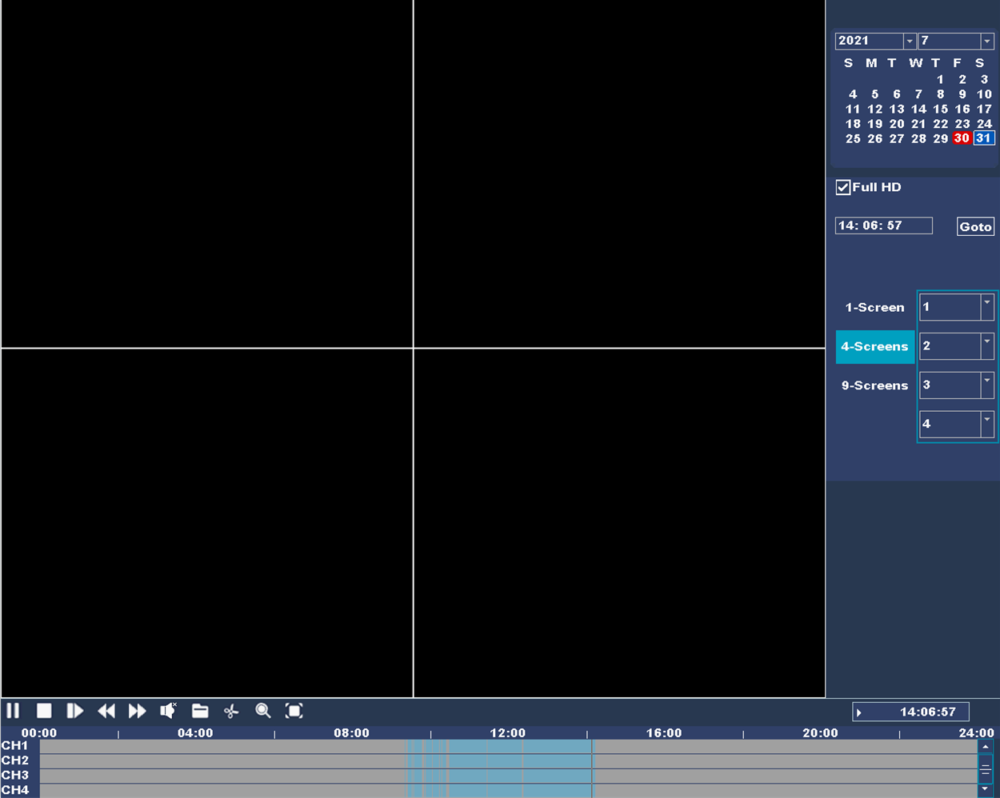 2021 7
S M T W T F S
1 2 3
4 5 6 7 8 9 10
11 12 13 14 15 16 17
18 19 20 21 22 23 24
25 26 27 28 29 30 31
Full HD
14: 06: 57 Goto
1-Screen 1
4-Screens 2
9-Screens 3
4
14:06:57
00:00 04:00 08:00 12:00 16:00 20:00 24:00
CH1
CH2
CH3
CH4